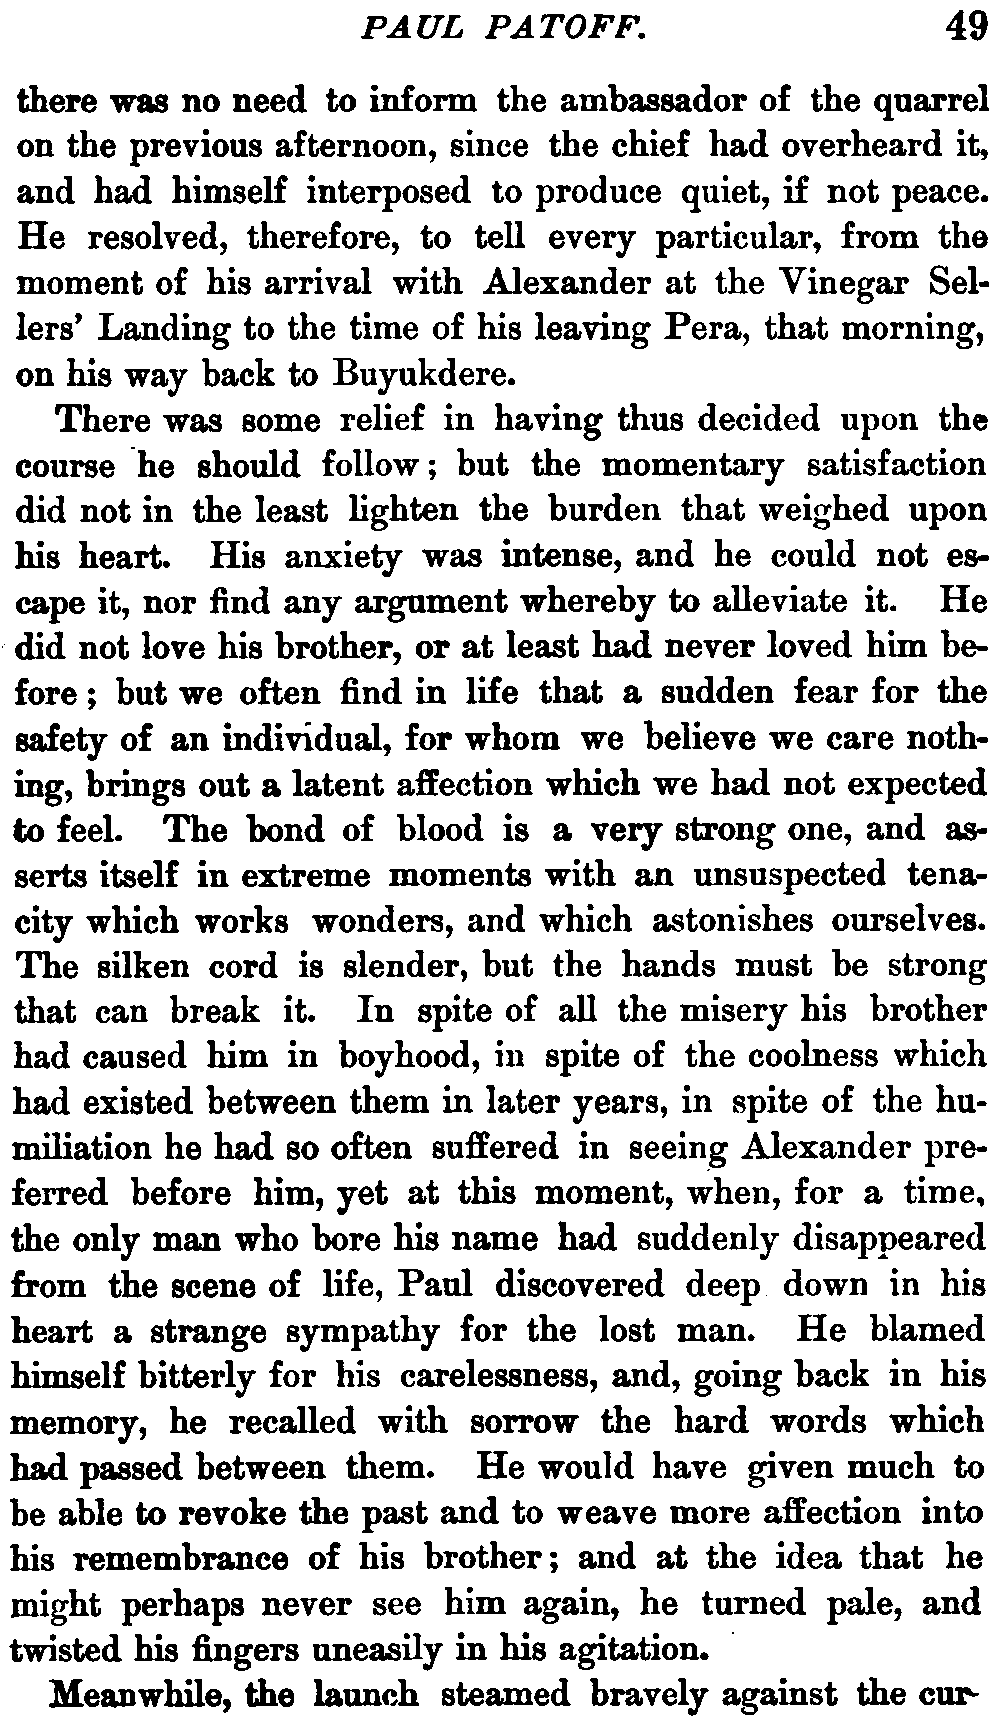 PAUL PATOFF. 49
there was no need to inform the ambassador of the quarrel
on the previous afternoon, since the chief had overheard it,
and had himself interposed to produce quiet, if not peace.
He resolved, therefore, to tell every particular, from the
moment of his arrival with Alexander at the Vinegar Sel-
lers' Landing to the time of his leaving Pera, that morning,
on his way back to Buyukdere.
There was some relief in having thus decided upon the
course he should follow; but the momentary satisfaction
did not in the least lighten the burden that weighed upon
his heart. His anxiety was intense, and he could not es-
cape it, nor find any argument whereby to alleviate it. He
did not love his brother, or at least had never loved him be-
fore; but we often find in life that a sudden fear for the
safety of an individual, for whom we believe we care noth-
ing, brings out a latent affection which we had not expected
to feel. The bond of blood is a very strong one, and as-
serts itself in extreme moments with an unsuspected tena-
city which works wonders, and which astonishes ourselves.
The silken cord is slender, but the hands must be strong
that can break it. In spite of all the misery his brother
had caused him in boyhood, in spite of the coolness which
had existed between them in later years, in spite of the hu-
miliation he had so often suffered in seeing Alexander pre-
ferred before him, yet at this moment, when, for a time,
the only man who bore his name had suddenly disappeared
from the scene of life, Paul discovered deep down in his
heart a strange sympathy for the lost man. He blamed
himself bitterly for his carelessness, and, going back in his
memory, he recalled with sorrow the hard words which
had passed between them. He would have given much to
be able to revoke the past and to weave more affection into
his remembrance of his brother; and at the idea that he
might perhaps never see him again, he turned pale, and
twisted his fingers uneasily in his agitation.
Meanwhile, the launch steamed bravely against the cur-